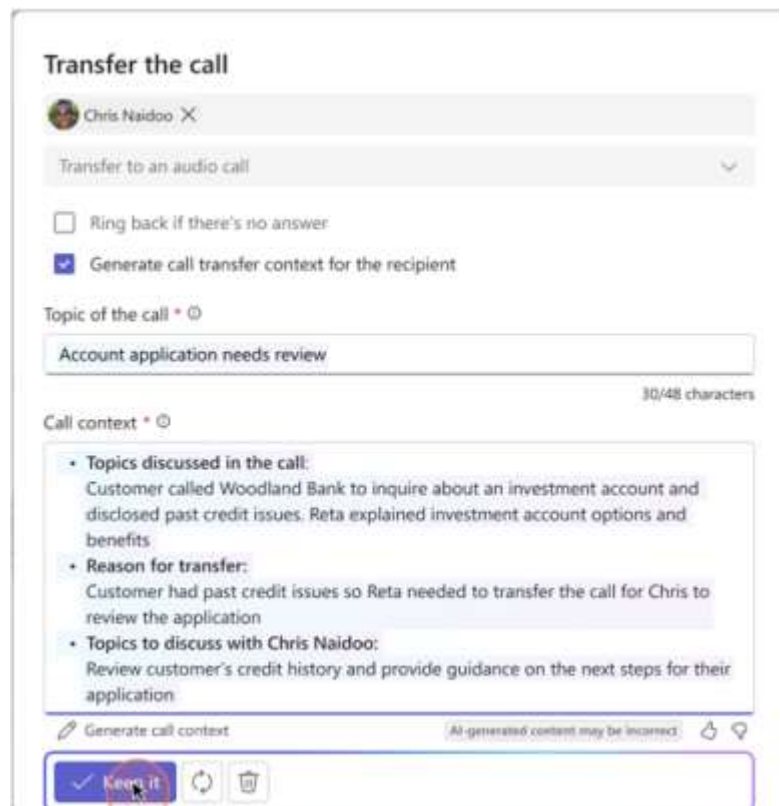 Transfer the call
Chris Naidoo
Transfer to an audio call
Ring back if there's no answer
Generate call transfer context for the recipient
Topic of the call *
Account application needs review
30/48 characters
Call context *
• Topics discussed in the call:
Customer called Woodland Bank to inquire about an investment account and
disclosed past credit issues. Reta explained investment account options and
benefits
• Reason for transfer:
Customer had past credit issues so Reta needed to transfer the call for Chris to
review the application
• Topics to discuss with Chris Naidoo:
Review customer's credit history and provide guidance on the next steps for their
application
Generate call context
AI-generated content may be incorrect
Keep it